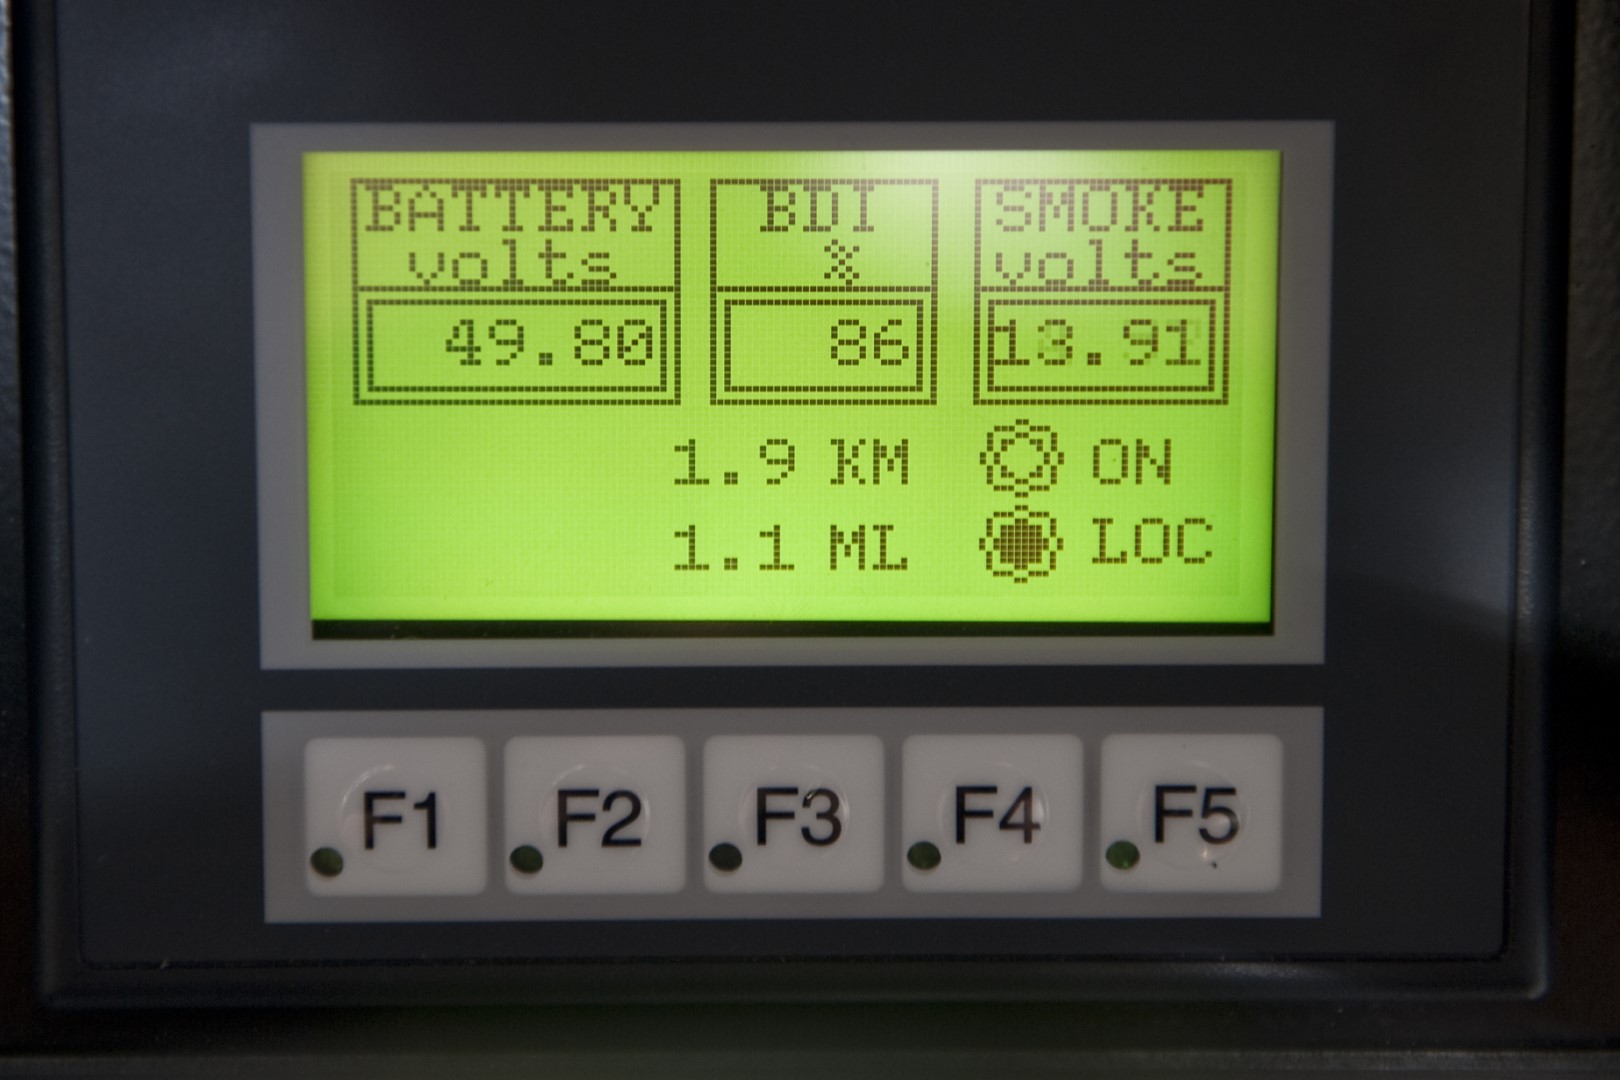 BATTERY BDI SMOKE
volts % volts
49.80 86 13.91
1.9 KM ON
1.1 ML LOC
F1 F2 F3 F4 F5